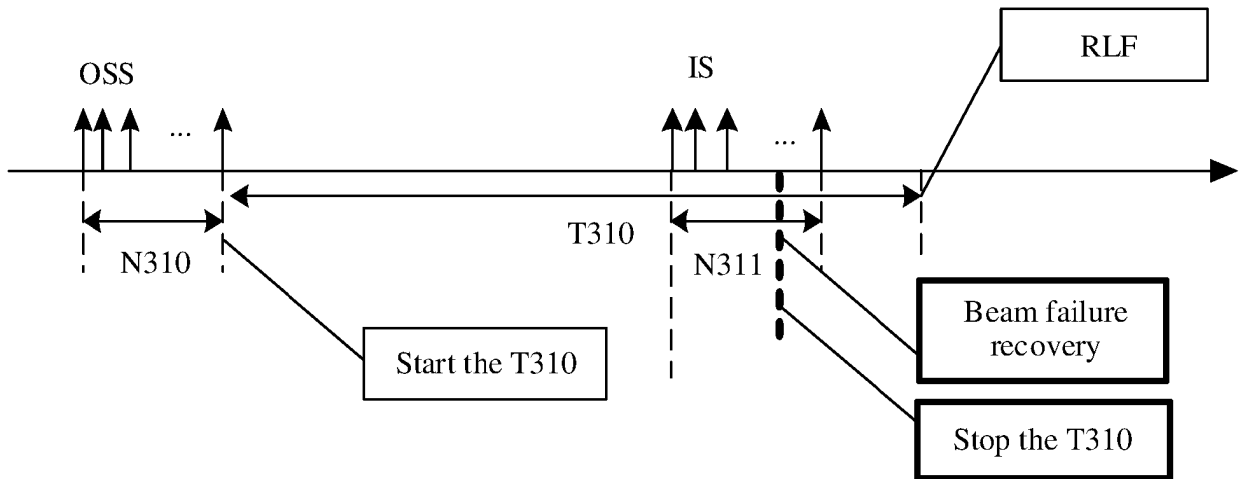 RLF
OSS
IS
...
...
T310
N310
N311
Start the T310
Beam failure
recovery
Stop the T310